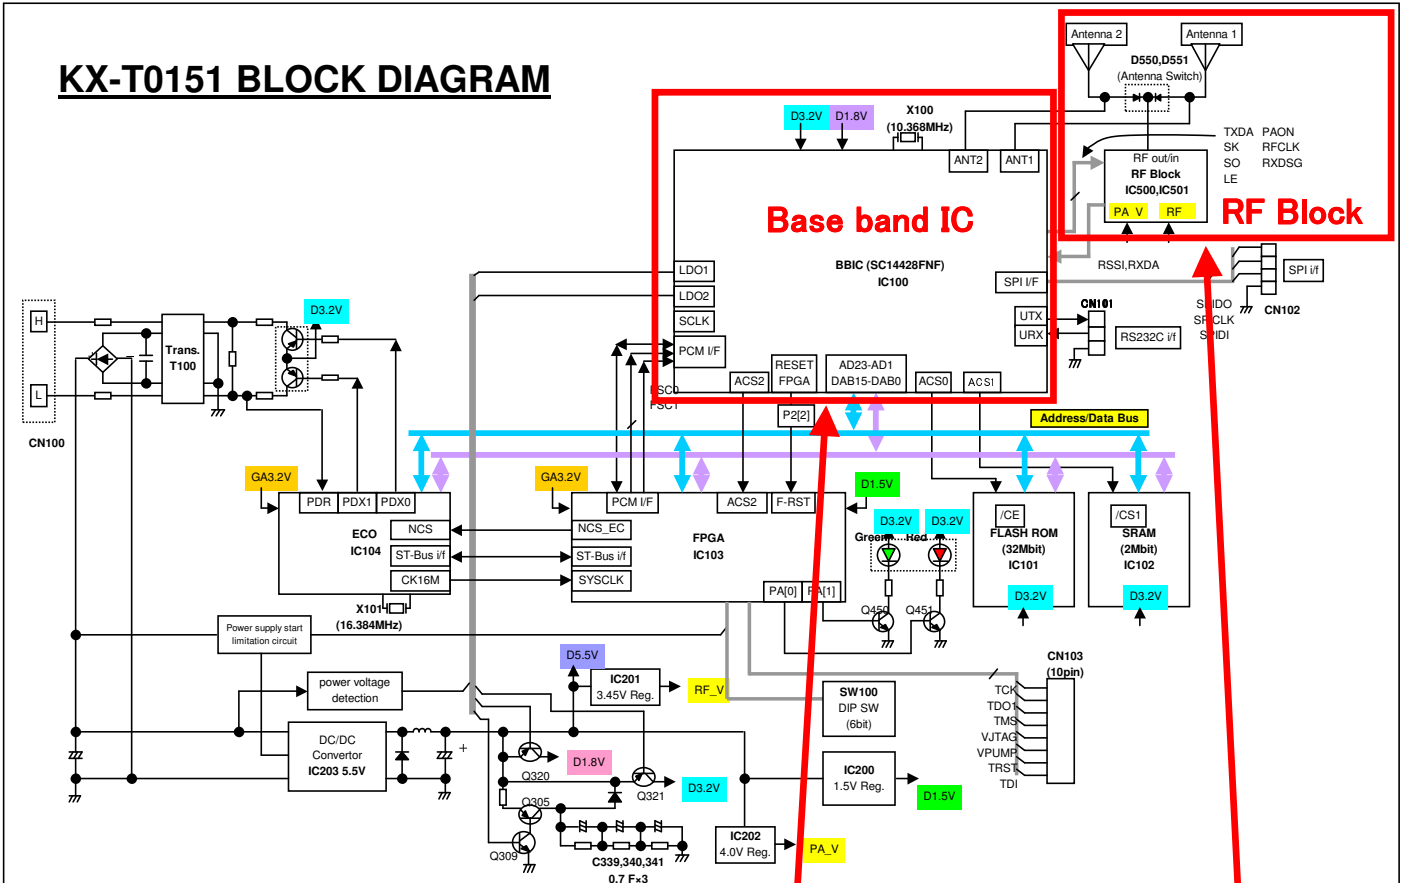 KX-T0151 BLOCK DIAGRAM
Antenna 2
Antenna 1
D550,D551
(Antenna Switch)
X100
(10.368MHz)
D3.2V
D1.8V
ANT2
ANT1
RF out/in
RF Block
IC500,IC501
PA V
RF
TXDA PAON
SK RFCLK
SO RXDSG
LE
RF Block
Base band IC
BBIC (SC14428FNF)
IC100
RSSI,RXDA
SPI I/F
SPI i/f
CN102
SPIDO
SPICLK
SPIDI
LDO1
LDO2
SCLK
PCM I/F
UTX
URX
CN101
RS232C i/f
ACS2
RESET
FPGA
AD23-AD1
DAB15-DAB0
ACS0
ACS1
FSC0
FSC1
P2[2]
Address/Data Bus
H
L
CN100
Trans.
T100
D3.2V
GA3.2V
PDR
PDX1
PDX0
ECO
IC104
NCS
ST-Bus i/f
CK16M
X101
(16.384MHz)
GA3.2V
PCM I/F
ACS2
F-RST
NCS_EC
ST-Bus i/f
SYSCLK
FPGA
IC103
PA[0]
PA[1]
D1.5V
D3.2V
D3.2V
Green
Red
Q450
Q451
/CE
FLASH ROM
(32Mbit)
IC101
D3.2V
/CS1
SRAM
(2Mbit)
IC102
D3.2V
Power supply start
limitation circuit
power voltage
detection
DC/DC
Convertor
IC203 5.5V
+
D5.5V
IC201
3.45V Reg.
RF_V
Q320
D1.8V
Q305
Q309
Q321
D3.2V
C339,340,341
0.7 F×3
SW100
DIP SW
(6bit)
IC200
1.5V Reg.
D1.5V
IC202
4.0V Reg.
PA_V
CN103
(10pin)
TCK
TDO1
TMS
VJTAG
VPUMP
TRST
TDI